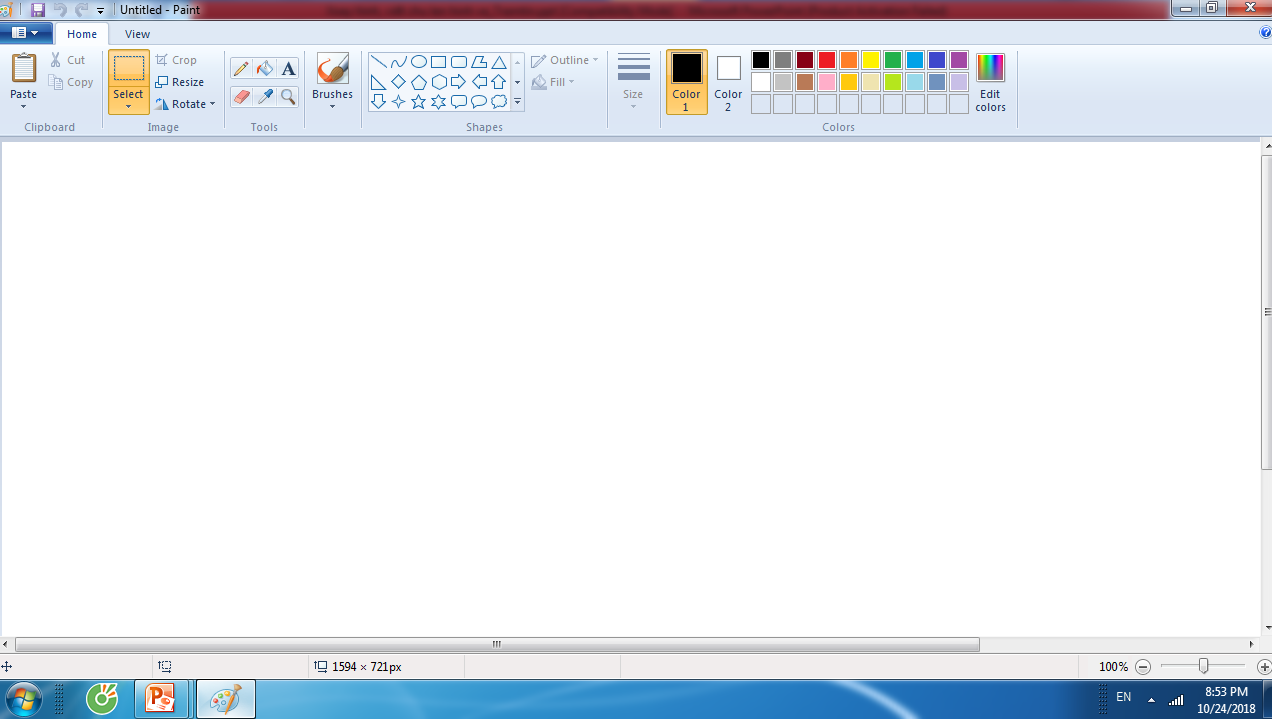 Untitled - Paint
Home View
Paste
Cut
Copy
Clipboard
Select
Crop
Resize
Rotate
Image
A
Tools
Brushes
Shapes
Outline
Fill
Size
Color 1
Color 2
Edit colors
Colors
1594 × 721px
100%
EN
8:53 PM
10/24/2018